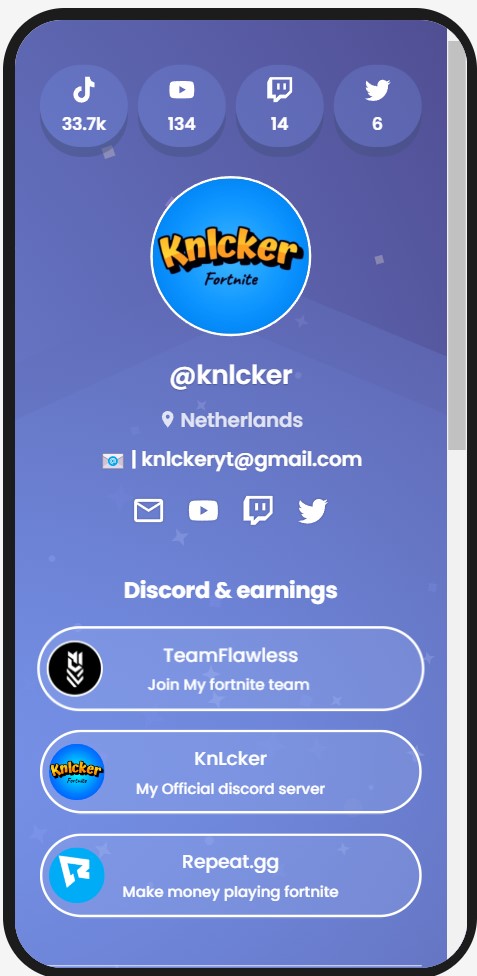 33.7k 134 14 6
Knlcker
Fortnite
@knlcker
Netherlands
| knlckeryt@gmail.com
Discord & earnings
TeamFlawless
Join My fortnite team
Knlcker
Fortnite
KnLcker
My Official discord server
Repeat.gg
Make money playing fortnite